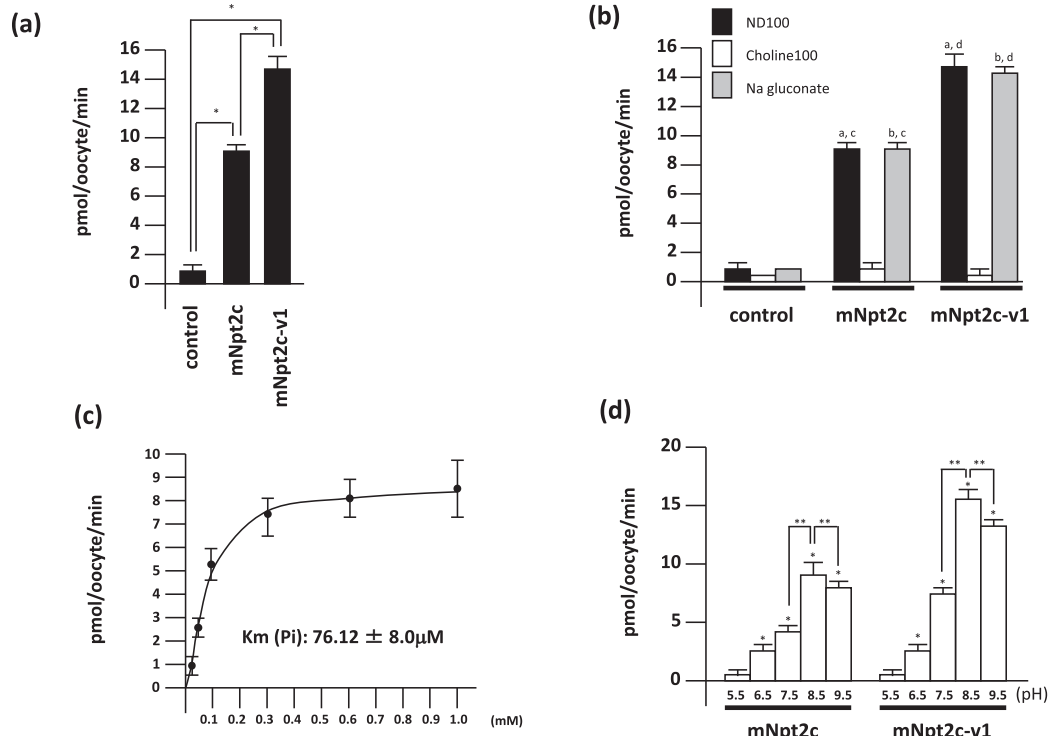 (a)
*
*
*
pmol/oocyte/min
16
14
12
10
8
6
4
2
0
control
mNpt2c
mNpt2c-v1
(b)
ND100
Choline100
Na gluconate
pmol/oocyte/min
16
14
12
10
8
6
4
2
0
a, c
b, c
a, d
b, d
control mNpt2c mNpt2c-v1
(c)
pmol/oocyte/min
10
9
8
7
6
5
4
3
2
1
0
Km (Pi): 76.12 ± 8.0μM
0.1 0.2 0.3 0.4 0.5 0.6 0.7 0.8 0.9 1.0 (mM)
(d)
pmol/oocyte/min
20
15
10
5
0
* * ** ** * *
* * ** ** * *
5.5 6.5 7.5 8.5 9.5 5.5 6.5 7.5 8.5 9.5 (pH)
mNpt2c mNpt2c-v1